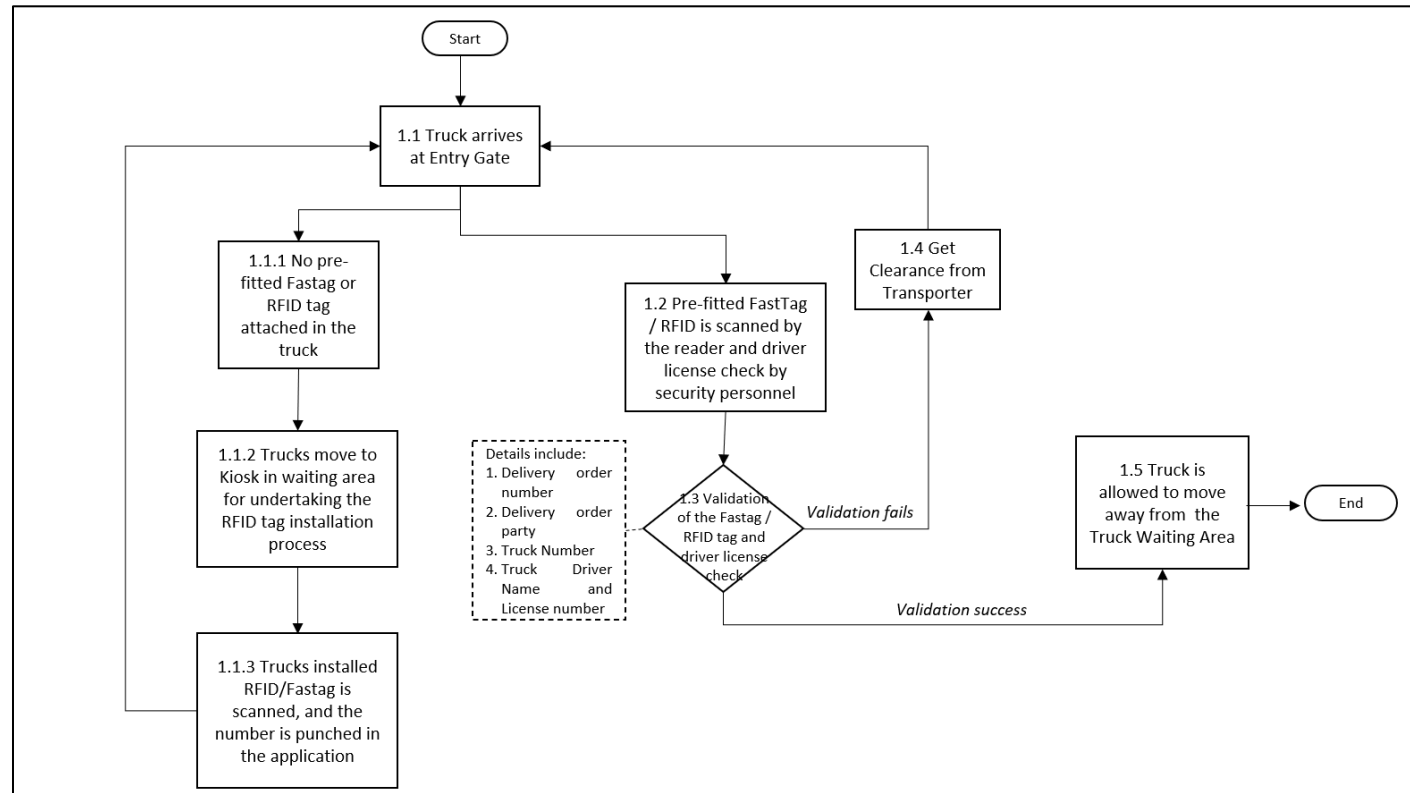 Start
1.1 Truck arrives
at Entry Gate
1.1.1 No pre-
fitted Fastag or
RFID tag
attached in the
truck
1.1.2 Trucks move to
Kiosk in waiting area
for undertaking the
RFID tag installation
process
1.1.3 Trucks installed
RFID/Fastag is
scanned, and the
number is punched in
the application
1.2 Pre-fitted FastTag
/ RFID is scanned by
the reader and driver
license check by
security personnel
Details include:
1. Delivery order
number
2. Delivery order
party
3. Truck Number
4. Truck Driver
Name and
License number
1.3 Validation
of the Fastag /
RFID tag and
driver license
check
Validation fails
1.4 Get
Clearance from
Transporter
Validation success
1.5 Truck is
allowed to move
away from the
Truck Waiting Area
End